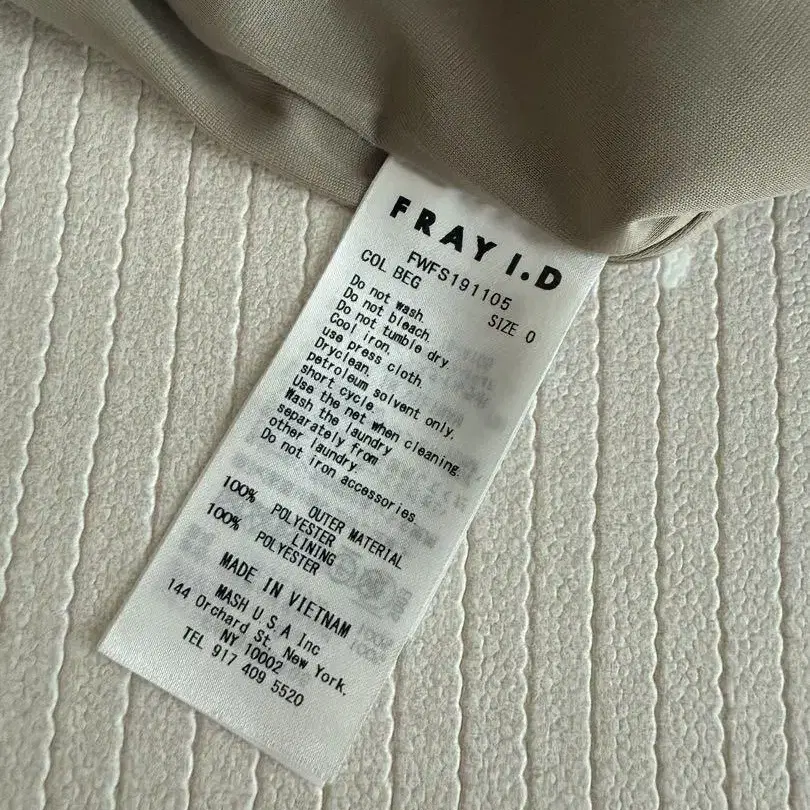 FRAY I.D
FWFS191105
COL BEG SIZE 0
Do not wash.
Do not bleach.
Do not tumble dry.
Cool iron,
use press cloth.
Dryclean.
petroleum solvent only,
short cycle.
Use the net when cleaning.
Wash the laundry
separately from
other laundry.
Do not iron accessories.
OUTER MATERIAL
100% POLYESTER
LINING
100% POLYESTER
MADE IN VIETNAM
MASH U S A Inc
144 Orchard St. New York,
NY 10002
TEL 917 409 5520